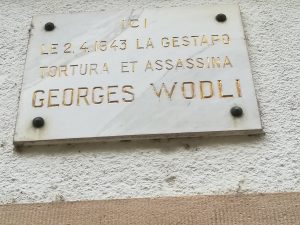 ICI
LE 2.4.1943 LA GESTAPO
TORTURA ET ASSASSINA
GEORGES WODLI